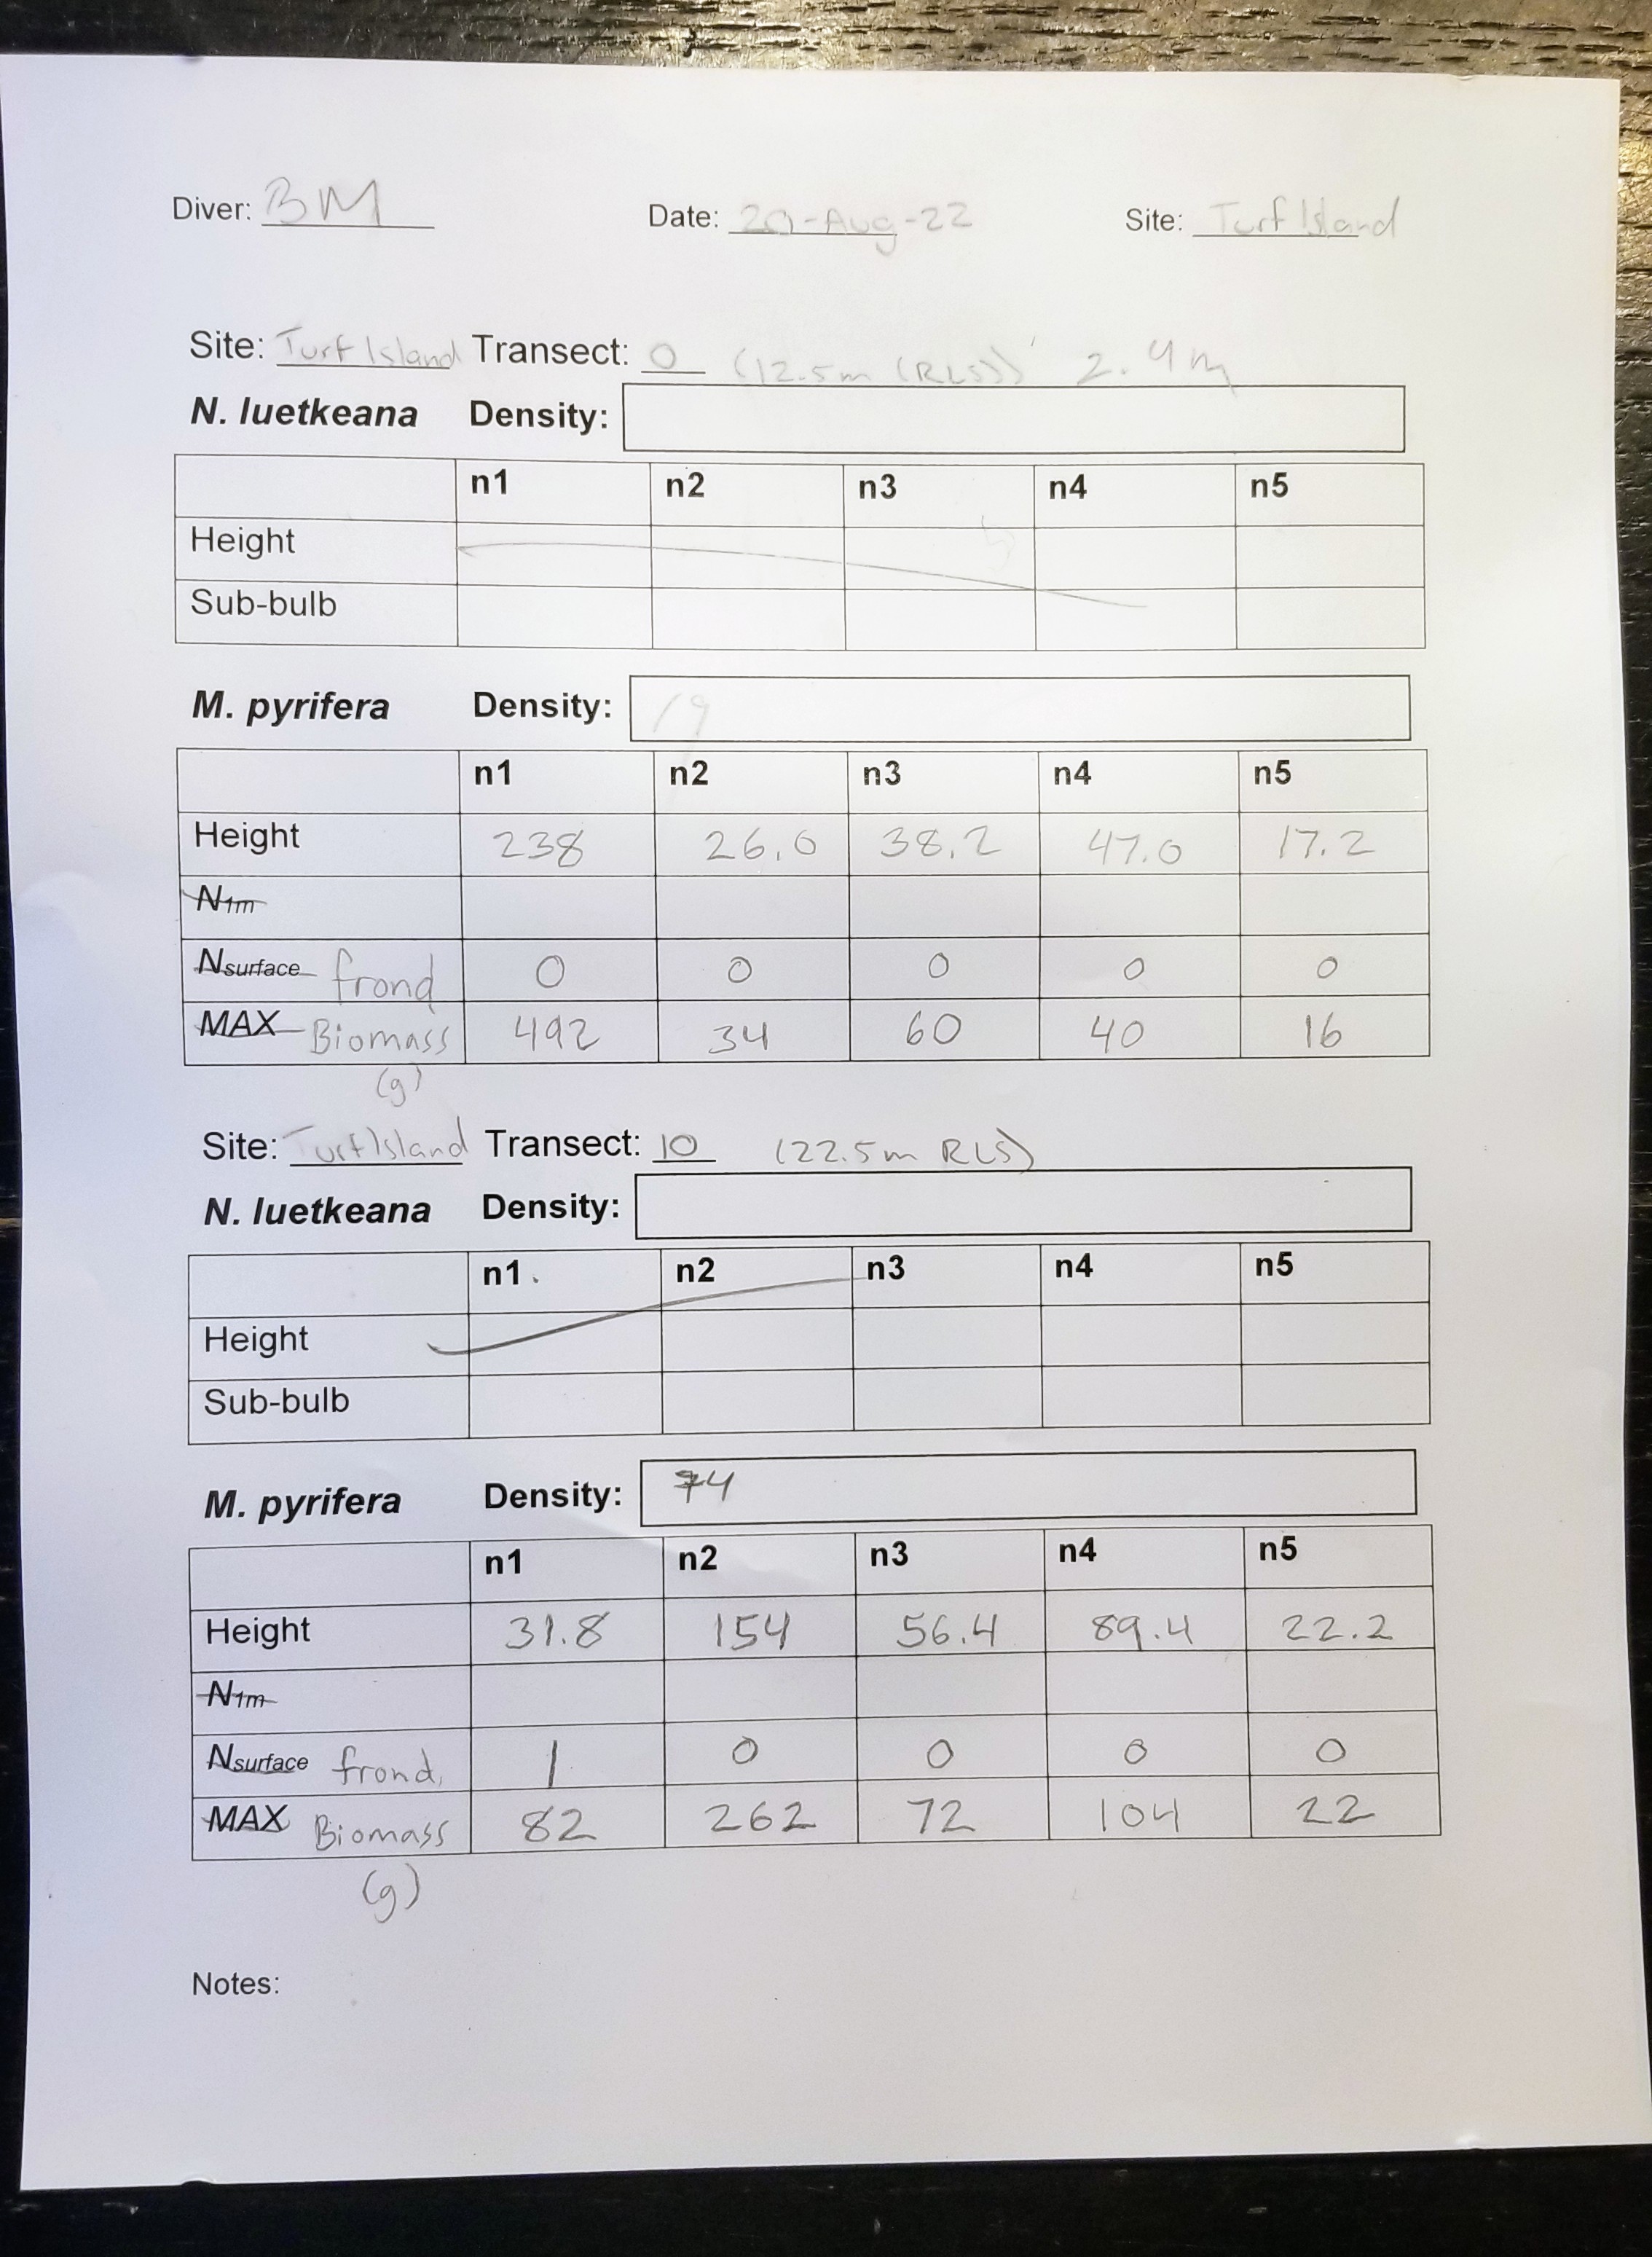 Diver: BM Date: 20-Aug-22 Site: Turf Island
Site: Turf Island Transect: 0 (12.5m (RLS)) 2.4m
N. luetkeana Density:
n1 n2 n3 n4 n5
Height
Sub-bulb
M. pyrifera Density: 19
n1 n2 n3 n4 n5
Height 238 26.0 38.2 47.0 17.2
N1m
Nsurface frond 0 0 0 0 0
MAX Biomass 492 34 60 40 16
(g)
Site: Turf Island Transect: 10 (22.5m RLS)
N. luetkeana Density:
n1 n2 n3 n4 n5
Height
Sub-bulb
M. pyrifera Density: 74
n1 n2 n3 n4 n5
Height 31.8 154 56.4 89.4 22.2
N1m
Nsurface frond 1 0 0 0 0
MAX Biomass 82 262 72 104 22
(g)
Notes: